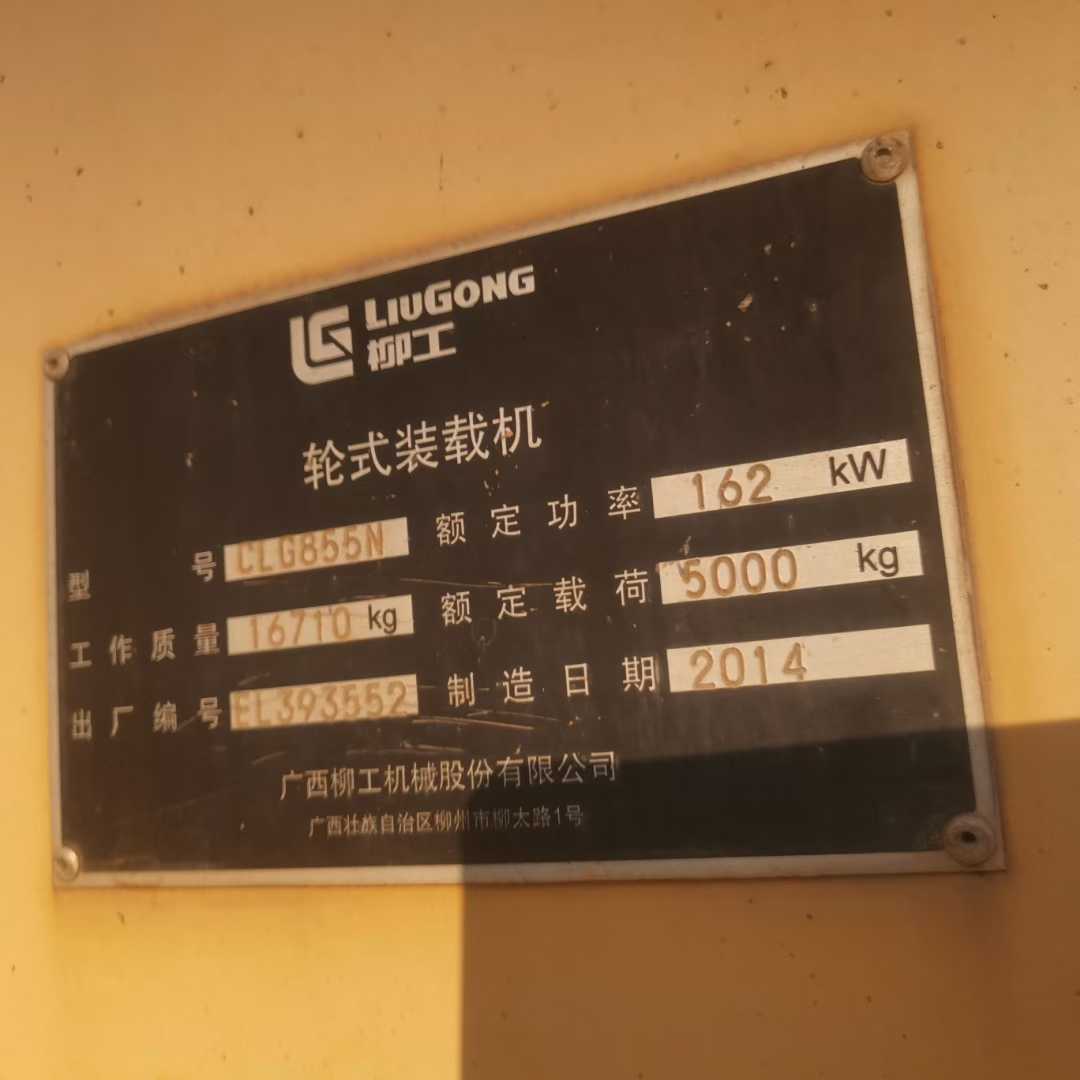 LG LIUGONG
柳工
轮式装载机
型 号 CLG855N 额定功率 162 kW
工作质量 16710 kg 额定载荷 5000 kg
出厂编号 EL393552 制造日期 2014
广西柳工机械股份有限公司
广西壮族自治区柳州市柳太路1号